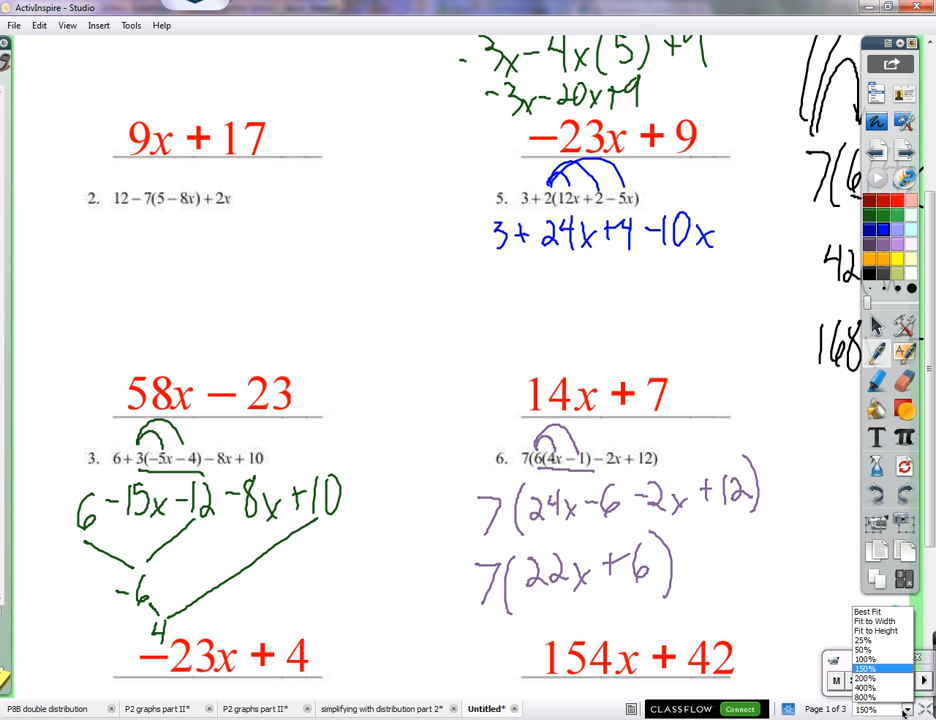 ActivInspire - Studio
File Edit View Insert Tools
-3x - 4x(5) + 9
-3x - 20x + 9
9x + 17
-23x + 9
2. 12 – 7(5 – 8x) + 2x
5. 3 + 2(12x + 2 – 5x)
3 + 24x + 4 - 10x
7(6
42
168
58x − 23
14x + 7
3. 6 + 3(−5x − 4) − 8x + 10
6. 7(6(4x − 1) − 2x + 12)
6 - 15x - 12 - 8x + 10
7(24x - 6 - 2x + 12)
-6
7(22x + 6)
4
−23x + 4
154x + 42
Best Fit
Fit to Width
Fit to Height
25%
50%
100%
150%
200%
400%
800%
M
P8B double distribution
P2 graphs part II*
P2 graphs part II*
simplifying with distribution part 2*
Untitled*
CLASSFLOW
Connect
Page 1 of 3
150%